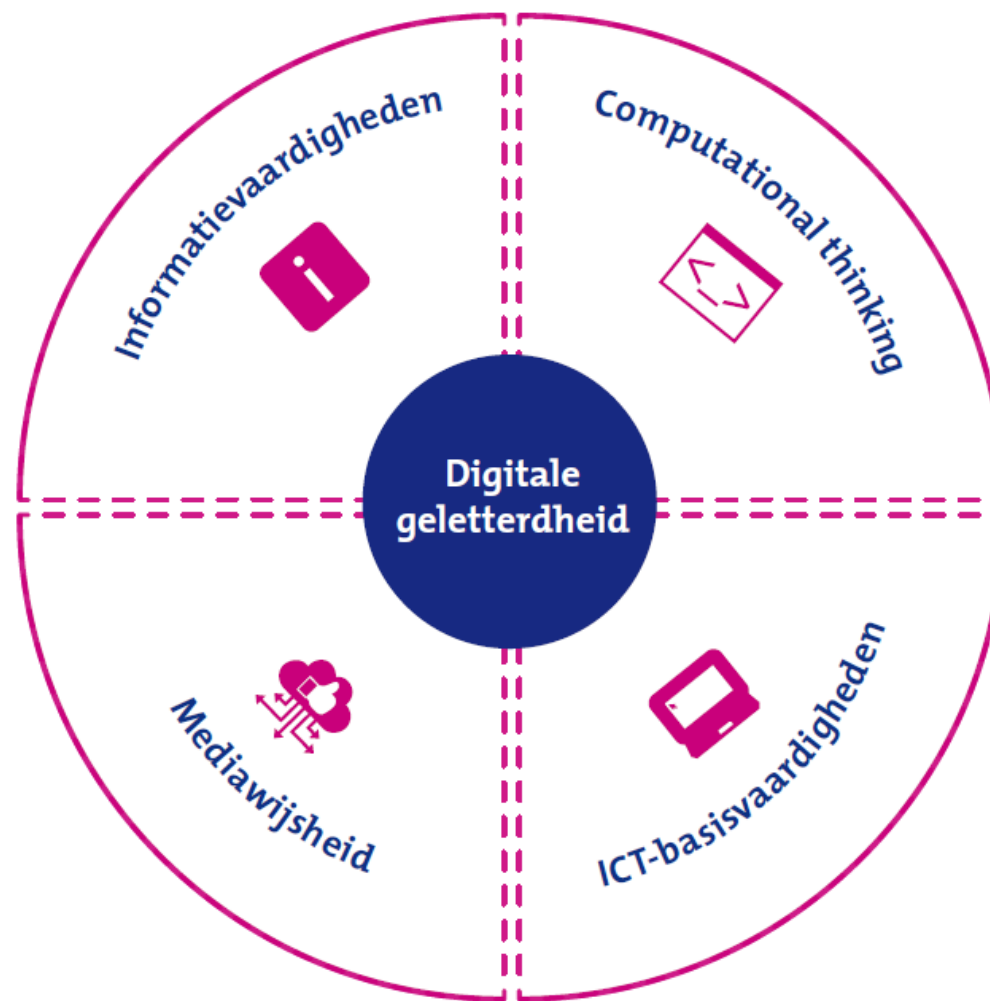 Informatievaardigheden
Computational thinking
Digitale
geletterdheid
Mediawijsheid
ICT-basisvaardigheden